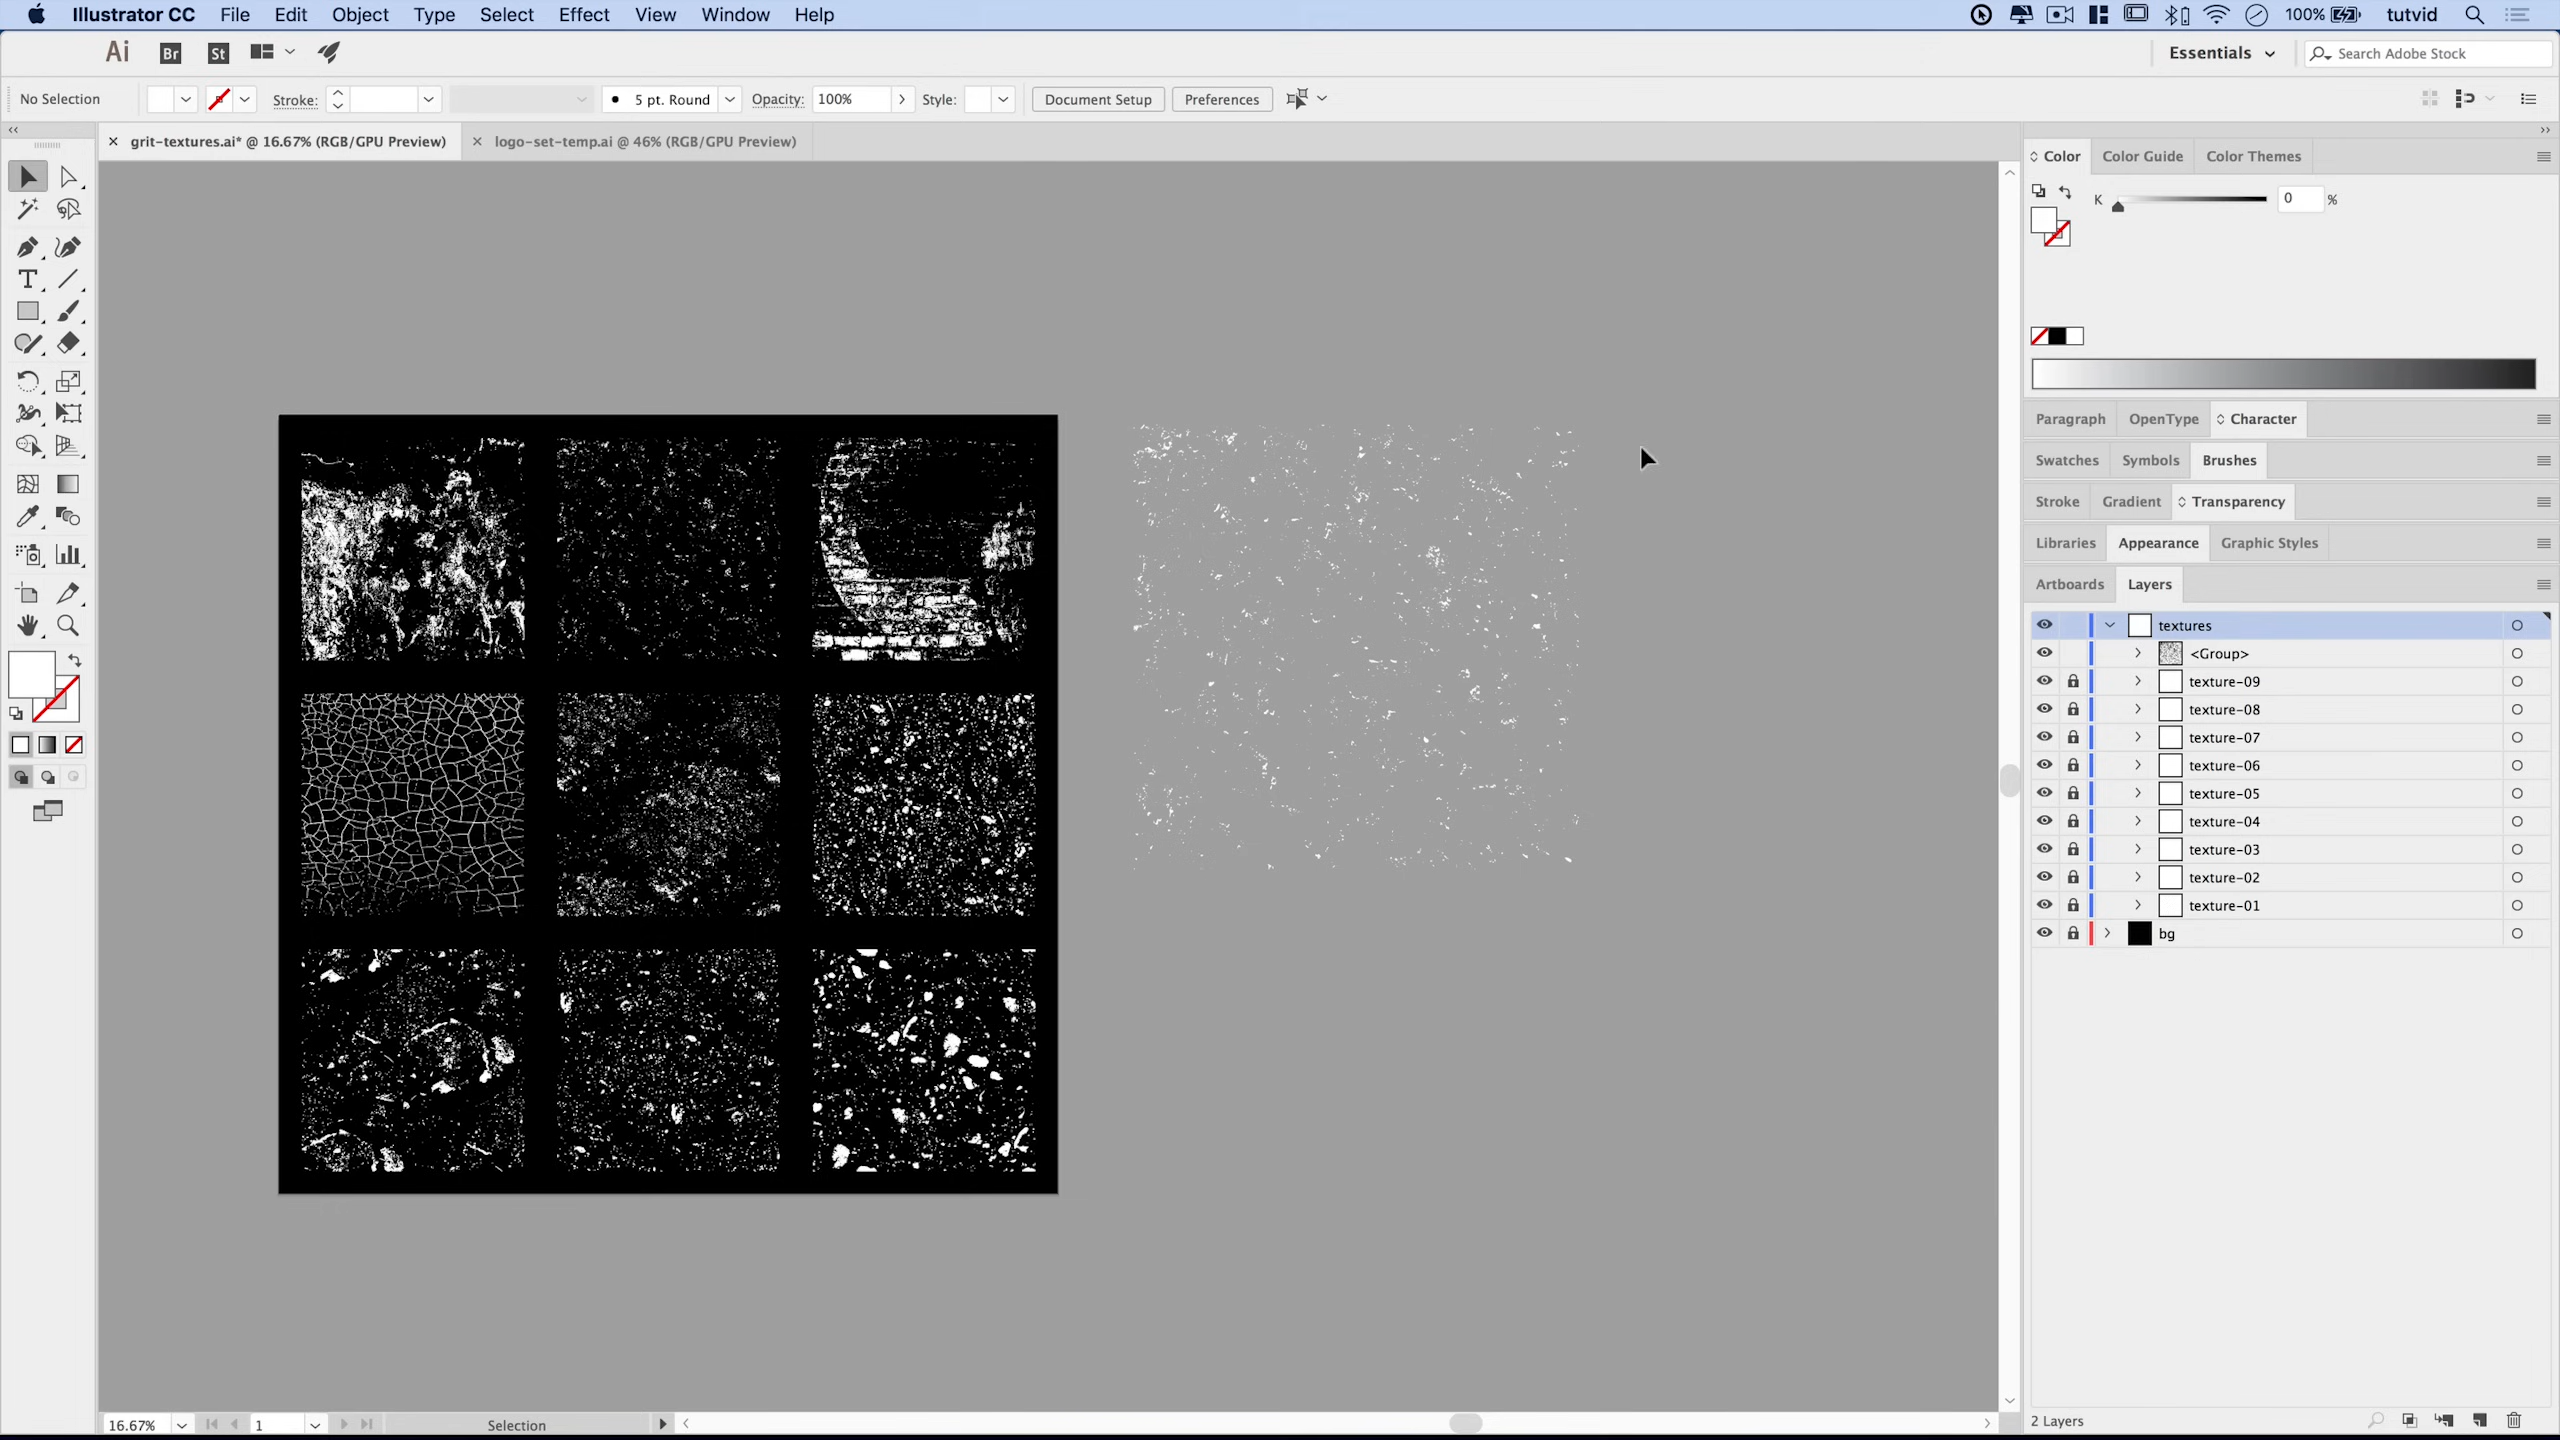 Illustrator CC File Edit Object Type Select Effect View Window Help 100% tutvid
Ai Br St Essentials Search Adobe Stock
No Selection Stroke: 5 pt. Round Opacity: 100% Style: Document Setup Preferences
grit-textures.ai* @ 16.67% (RGB/GPU Preview) logo-set-temp.ai @ 46% (RGB/GPU Preview)
Color Color Guide Color Themes
K 0 %
Paragraph OpenType Character
Swatches Symbols Brushes
Stroke Gradient Transparency
Libraries Appearance Graphic Styles
Artboards Layers
textures
<Group>
texture-09
texture-08
texture-07
texture-06
texture-05
texture-04
texture-03
texture-02
texture-01
bg
16.67% 1 Selection 2 Layers